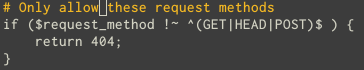 # Only allow these request methods
if ($request_method !~ ^(GET|HEAD|POST)$ ) {
    return 404;
}